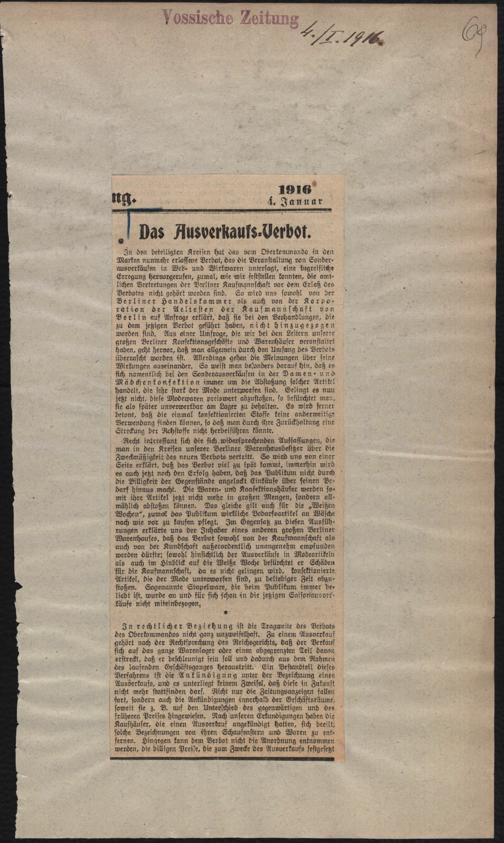 Vossische Zeitung
4./I. 1916.
69
ng.
1916
4. Januar
Das Ausverkaufs-Verbot.
In den beteiligten Kreisen hat das vom Oberkommando in den
Marken nunmehr erlassene Verbot, das die Veranstaltung von Sonder-
ausverkäufen in Web- und Wirkwaren untersagt, eine begreifliche
Erregung hervorgerufen, zumal, wie wir feststellen konnten, die amt-
lichen Vertretungen der Berliner Kaufmannschaft vor dem Erlaß des
Verbots nicht gehört worden sind. So wird uns sowohl von der
Berliner Handelskammer als auch von der Korpo-
ration der Aeltesten der Kaufmannschaft von
Berlin auf Anfrage erklärt, daß sie bei den Verhandlungen, die
zu dem jetzigen Verbot geführt haben, nicht hinzugezogen
worden sind. Aus einer Umfrage, die wir bei den Leitern unserer
großen Berliner Konfektionsgeschäfte und Warenhäuser veranstaltet
haben, geht hervor, daß man allgemein durch den Umfang des Verbots
überrascht worden ist. Allerdings gehen die Meinungen über seine
Wirkungen auseinander. So weist man besonders darauf hin, daß es
sich namentlich bei den Sonderausverkäufen in der Damen- und
Mädchenkonfektion immer um die Abstoßung solcher Artikel
handelt, die sehr stark der Mode unterworfen sind. Gelingt es nun
jetzt nicht, diese Modewaren preiswert abzustoßen, so befürchtet man,
sie als später unverwertbar am Lager zu behalten. Es wird ferner
betont, daß die einmal konfektionierten Stoffe keine anderweitige
Verwendung finden können, so daß man durch ihre Zurückhaltung eine
Streckung der Rohstoffe nicht herbeiführen könnte.
Recht interessant sich die sich widersprechenden Auffassungen, die
man in den Kreisen unserer Berliner Warenhausbesitzer über die
Zweckmäßigkeit des neuen Verbots vertritt. So wird uns von einer
Seite erklärt, daß das Verbot viel zu spät kommt, immerhin wird
es auch jetzt noch den Erfolg haben, daß das Publikum nicht durch
die Billigkeit der Gegenstände angelockt Einkäufe über seinen Be-
darf hinaus macht. Die Waren- und Konfektionshäuser werden so-
mit ihre Artikel jetzt nicht mehr in großen Mengen, sondern all-
mählich abstoßen können. Das gleiche gilt auch für die „Weißen
Wochen“, zumal das Publikum wirkliche Bedarfsartikel an Wäsche
nach wie vor zu kaufen pflegt. Im Gegensatz zu diesen Ausfüh-
rungen erklärte uns der Inhaber eines anderen großen Berliner
Warenhauses, daß das Verbot sowohl von der Kaufmannschaft als
auch von der Kundschaft außerordentlich unangenehm empfunden
werden dürfte; sowohl hinsichtlich der Ausverkäufe in Modeartikeln
als auch im Hinblick auf die Weiße Woche befürchtet er Schäden
für die Kaufmannschaft, da es nicht gelingen wird, konfektionierte
Artikel, die der Mode unterworfen sind, zu beliebiger Zeit abzu-
stoßen. Sogenannte Stapelware, die beim Publikum immer be-
liebt ist, wurde an und für sich schon in die jetzigen Saisonausver-
käufe nicht miteinbezogen.
*
In rechtlicher Beziehung ist die Tragweite des Verbots
des Oberkommandos nicht ganz unzweifelhaft. Zu einem Ausverkauf
gehört nach der Rechtsprechung des Reichsgerichts, daß der Verkauf
sich auf das ganze Warenlager oder einen abgegrenzten Teil davon
erstreckt, daß er beschleunigt sein soll und dadurch aus dem Rahmen
des laufenden Geschäftsganges heraustritt. Ein Bestandteil dieses
Verfahrens ist die Ankündigung unter der Bezeichnung eines
Ausverkaufs, und es unterliegt keinem Zweifel, daß diese in Zukunft
nicht mehr stattfinden darf. Nicht nur die Zeitungsanzeigen fallen
fort, sondern auch die Ankündigungen innerhalb der Geschäftsräume,
soweit sie z. B. auf den Unterschied des gegenwärtigen und des
früheren Preises hinweisen. Nach unseren Erkundigungen haben die
Kaufhäuser, die einen Ausverkauf angekündigt hatten, sich bereit,
solche Bezeichnungen von ihren Schaufenstern und Waren zu ent-
fernen. Hingegen kann dem Verbot nicht die Anordnung entnommen
werden, die billigen Preise, die zum Zwecke des Ausverkaufs festgesetzt